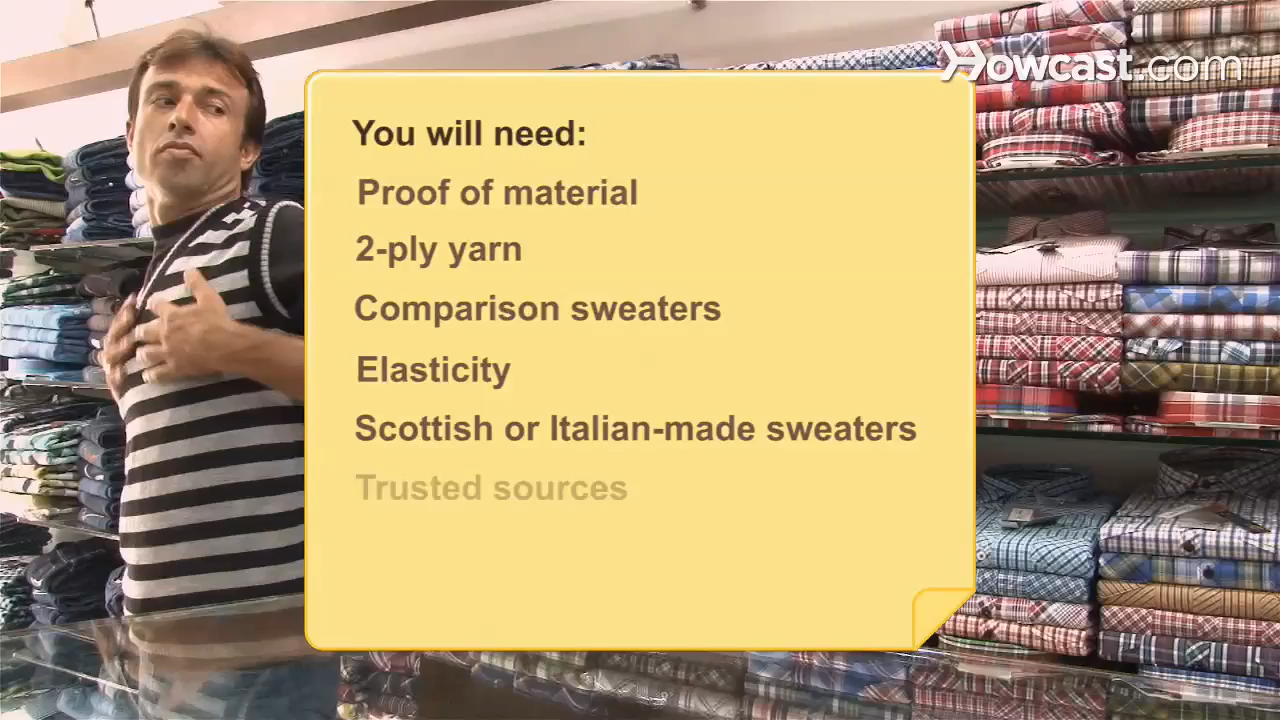 Howcast.com
You will need:
Proof of material
2-ply yarn
Comparison sweaters
Elasticity
Scottish or Italian-made sweaters
Trusted sources